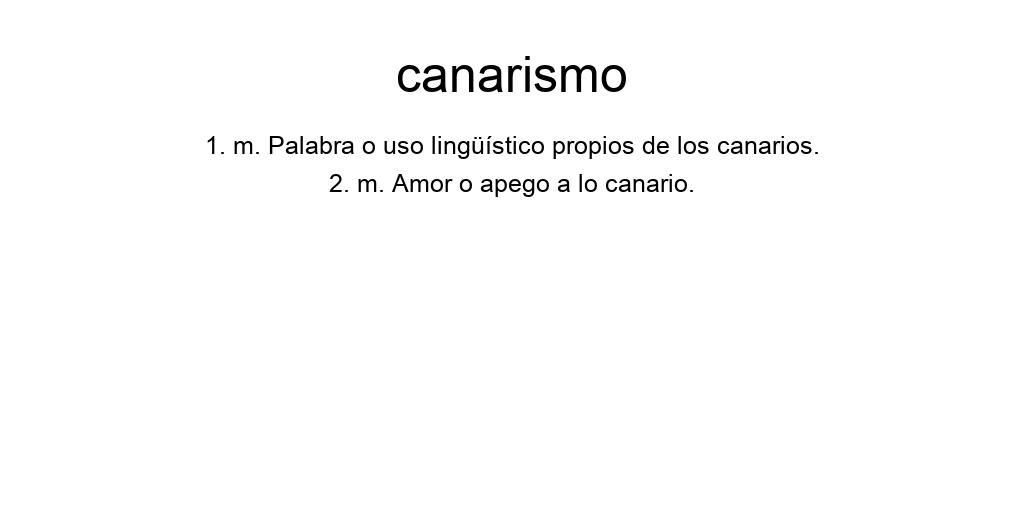 canarismo
1. m. Palabra o uso lingüístico propios de los canarios.
2. m. Amor o apego a lo canario.